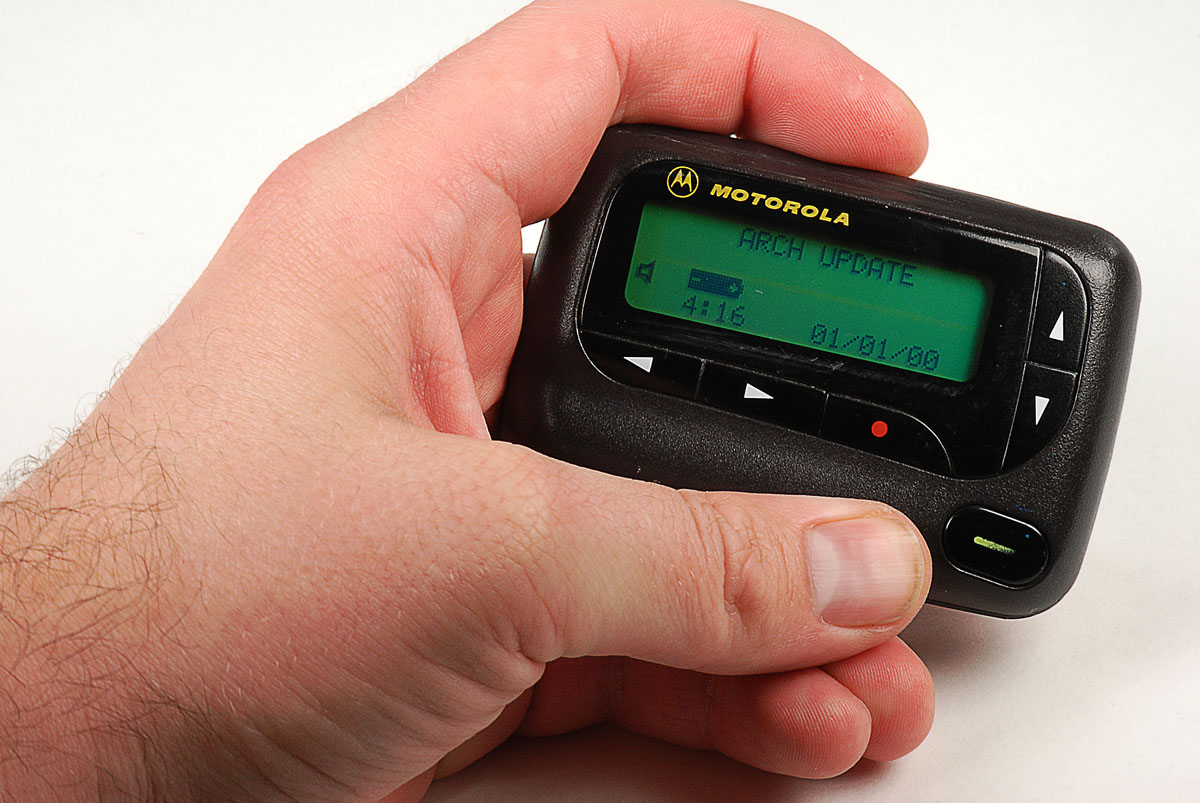 MOTOROLA
ARCH UPDATE
4:16 01/01/00